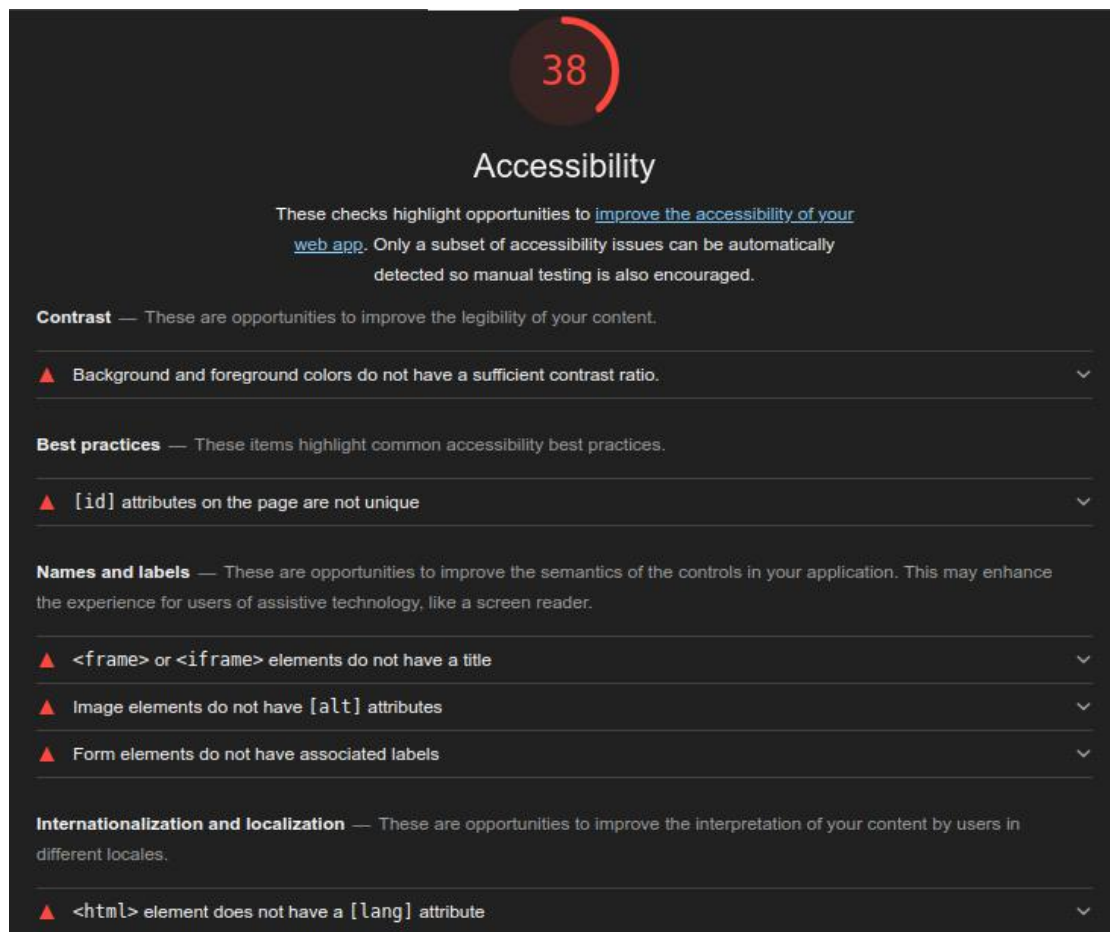 38
Accessibility
These checks highlight opportunities to improve the accessibility of your
web app. Only a subset of accessibility issues can be automatically
detected so manual testing is also encouraged.
Contrast — These are opportunities to improve the legibility of your content.
Background and foreground colors do not have a sufficient contrast ratio.
Best practices — These items highlight common accessibility best practices.
[id] attributes on the page are not unique
Names and labels — These are opportunities to improve the semantics of the controls in your application. This may enhance
the experience for users of assistive technology, like a screen reader.
<frame> or <iframe> elements do not have a title
Image elements do not have [alt] attributes
Form elements do not have associated labels
Internationalization and localization — These are opportunities to improve the interpretation of your content by users in
different locales.
<html> element does not have a [lang] attribute